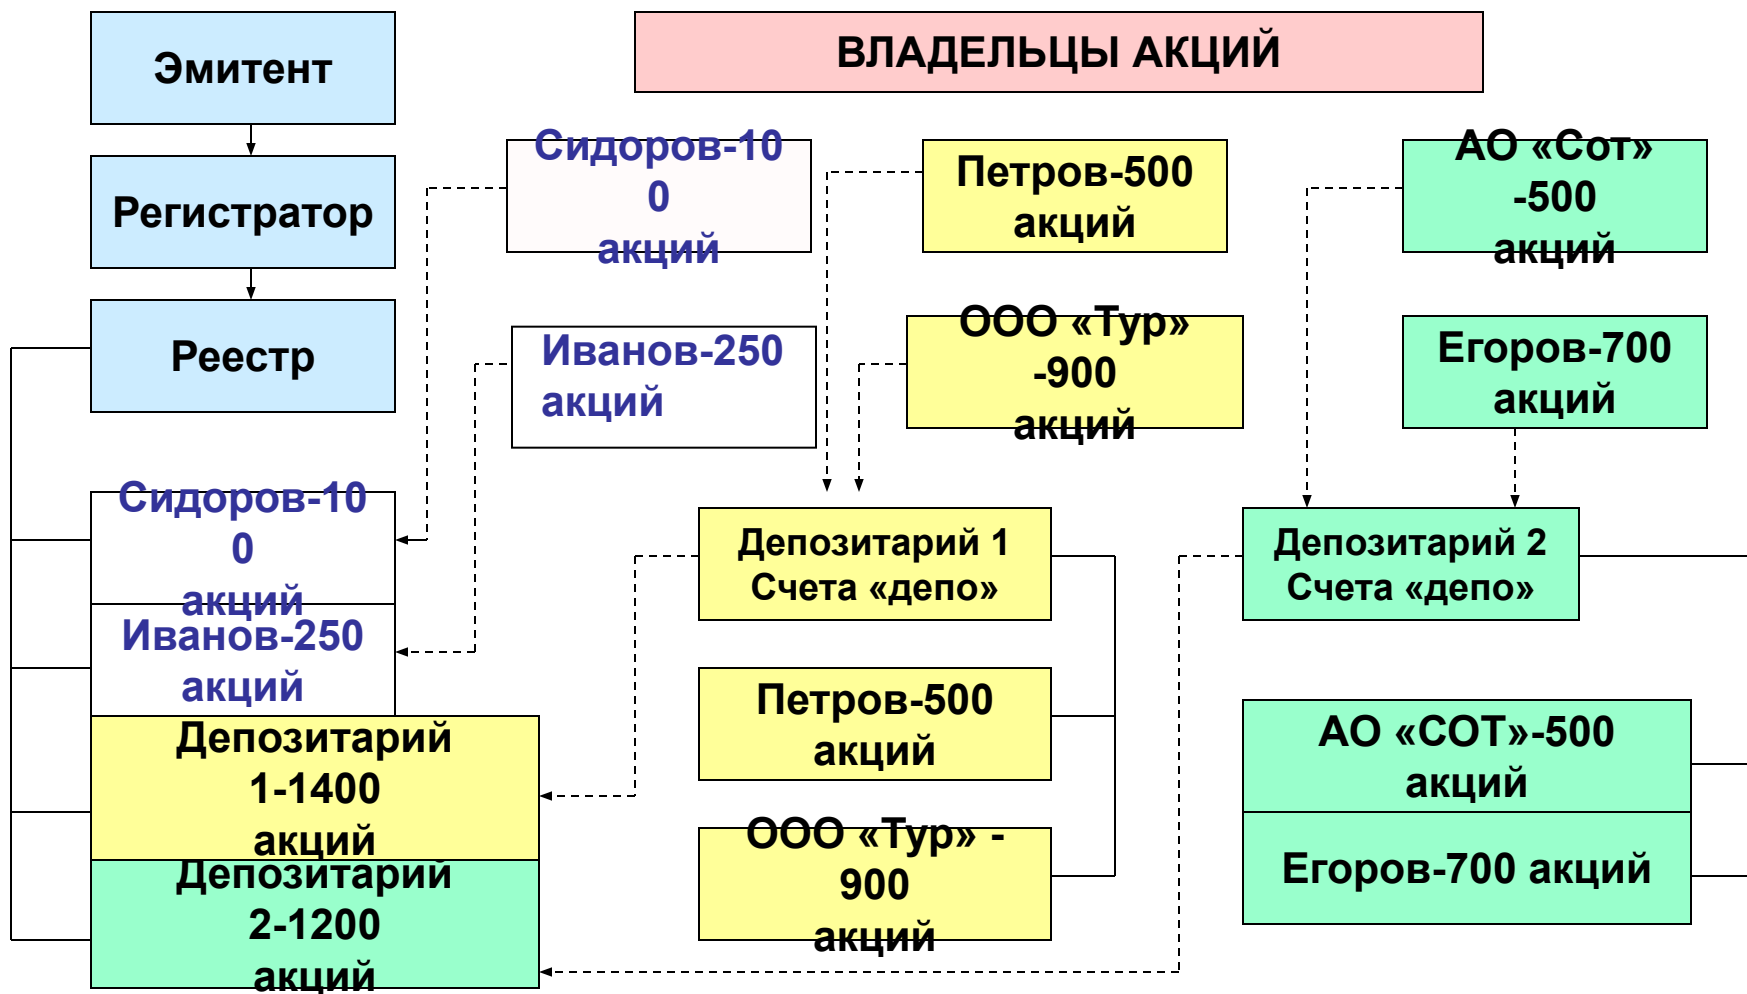 Эмитент
ВЛАДЕЛЬЦЫ АКЦИЙ
Регистратор
Реестр
Сидоров-10
0
акций
Петров-500
акций
АО «Сот»
-500
акций
Иванов-250
акций
ООО «Тур»
-900
акций
Егоров-700
акций
Сидоров-10
0
акций
Иванов-250
акций
Депозитарий
1-1400
акций
Депозитарий
2-1200
акций
Депозитарий 1
Счета «депо»
Петров-500
акций
ООО «Тур» -
900
акций
Депозитарий 2
Счета «депо»
АО «СОТ»-500
акций
Егоров-700 акций